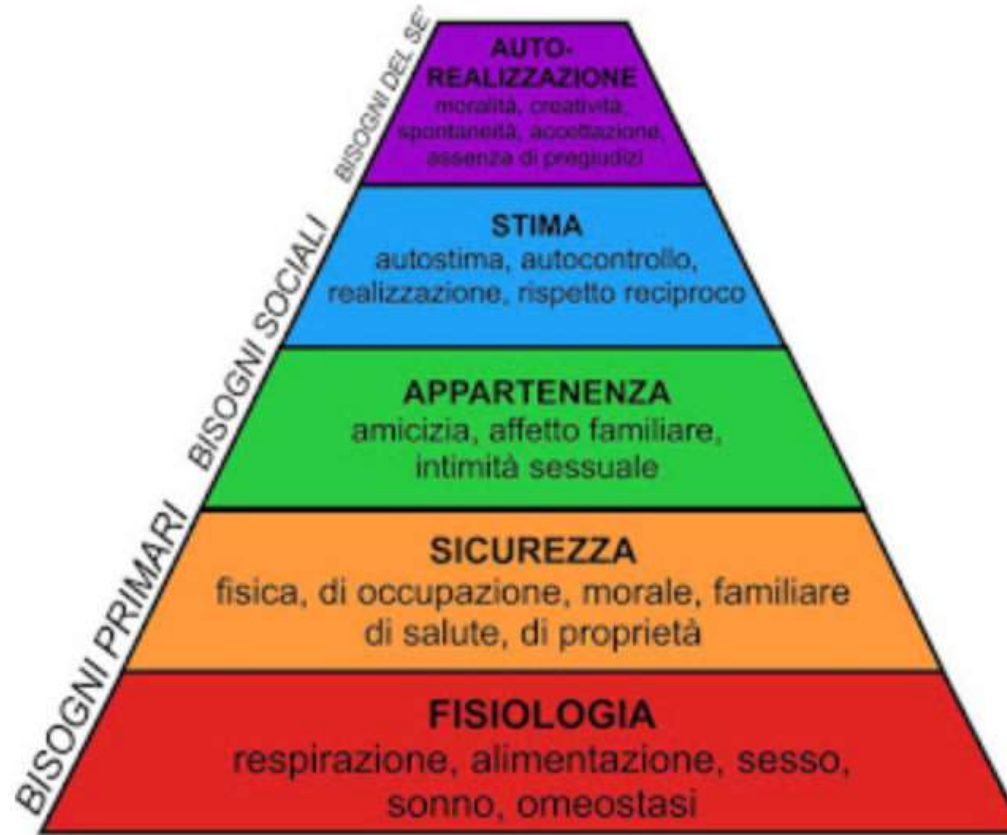 BISOGNI DEL SE'
AUTO-
REALIZZAZIONE
moralità, creatività,
spontaneità, accettazione,
assenza di pregiudizi
BISOGNI SOCIALI
STIMA
autostima, autocontrollo,
realizzazione, rispetto reciproco
APPARTENENZA
amicizia, affetto familiare,
intimità sessuale
BISOGNI PRIMARI
SICUREZZA
fisica, di occupazione, morale, familiare
di salute, di proprietà
FISIOLOGIA
respirazione, alimentazione, sesso,
sonno, omeostasi